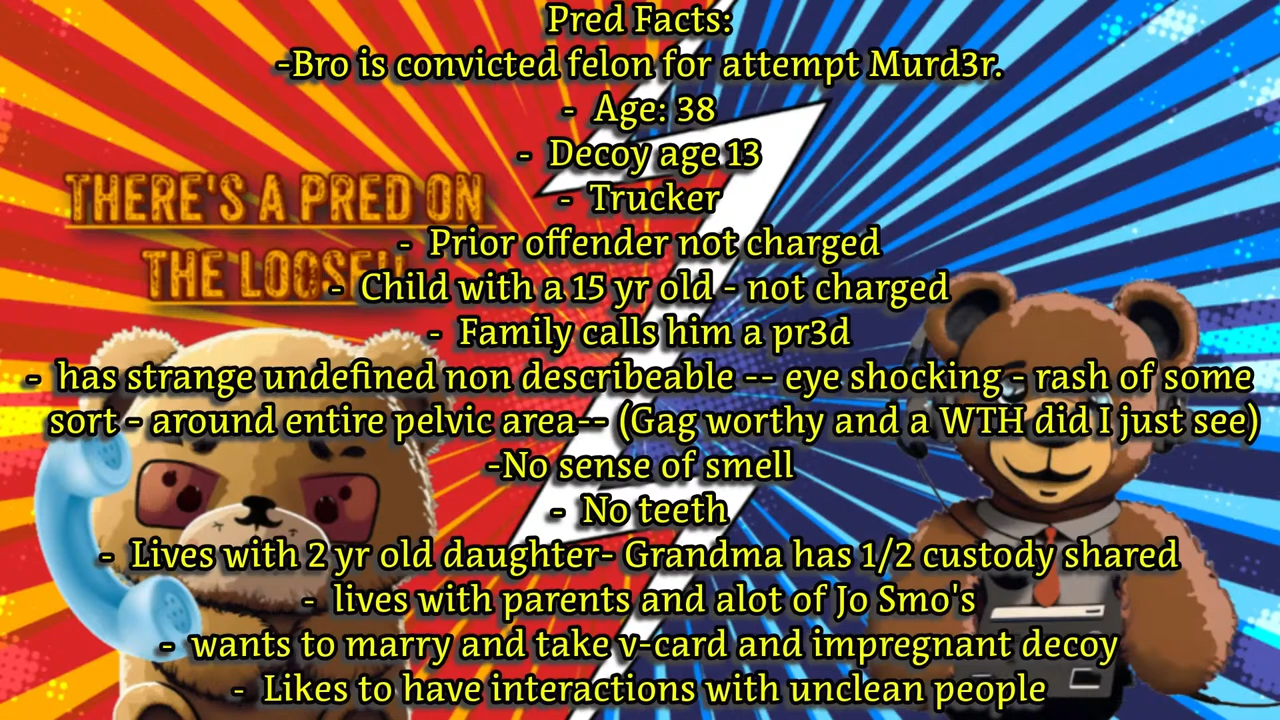 Pred Facts:
-Bro is convicted felon for attempt Murd3r.
- Age: 38
- Decoy age 13
- Trucker
THERE'S A PRED ON
- Prior offender not charged
THE LOOSE!!
- Child with a 15 yr old - not charged
- Family calls him a pr3d
- has strange undefined non describeable -- eye shocking - rash of some
sort - around entire pelvic area-- (Gag worthy and a WTH did I just see)
-No sense of smell
- No teeth
- Lives with 2 yr old daughter- Grandma has 1/2 custody shared
- lives with parents and alot of Jo Smo's
- wants to marry and take v-card and impregnant decoy
- Likes to have interactions with unclean people